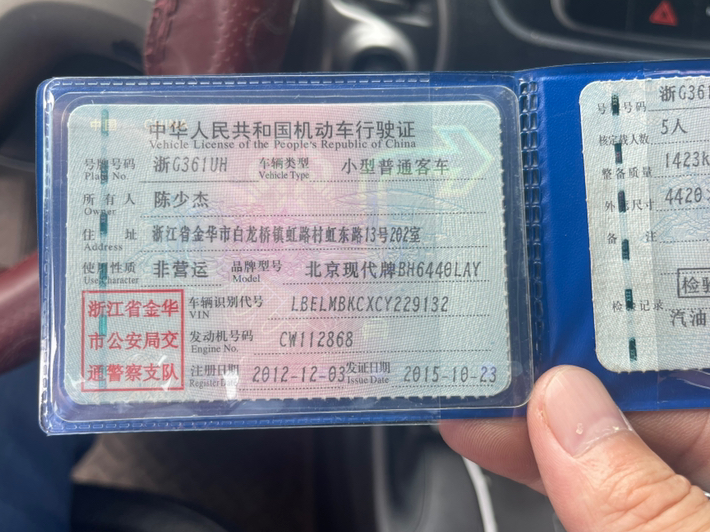 中华人民共和国机动车行驶证
Vehicle License of the People's Republic of China
号牌号码 浙G361UH 车辆类型 小型普通客车
Plate No. Vehicle Type
所有人 陈少杰
Owner
住址 浙江省金华市白龙桥镇虹路村虹东路13号202室
Address
使用性质 非营运 品牌型号 北京现代牌BH6440LAY
Use Character Model
浙江省金华
市公安局交
通警察支队
车辆识别代号 LBELMBKCXCY229132
VIN
发动机号码 CW112868
Engine No.
注册日期 2012-12-03 发证日期 2015-10-23
Register Date Issue Date
号牌号码 浙G361
核定载人数 5人
整备质量 1423k
外廓尺寸 4420
备注
检验
检验记录
汽油